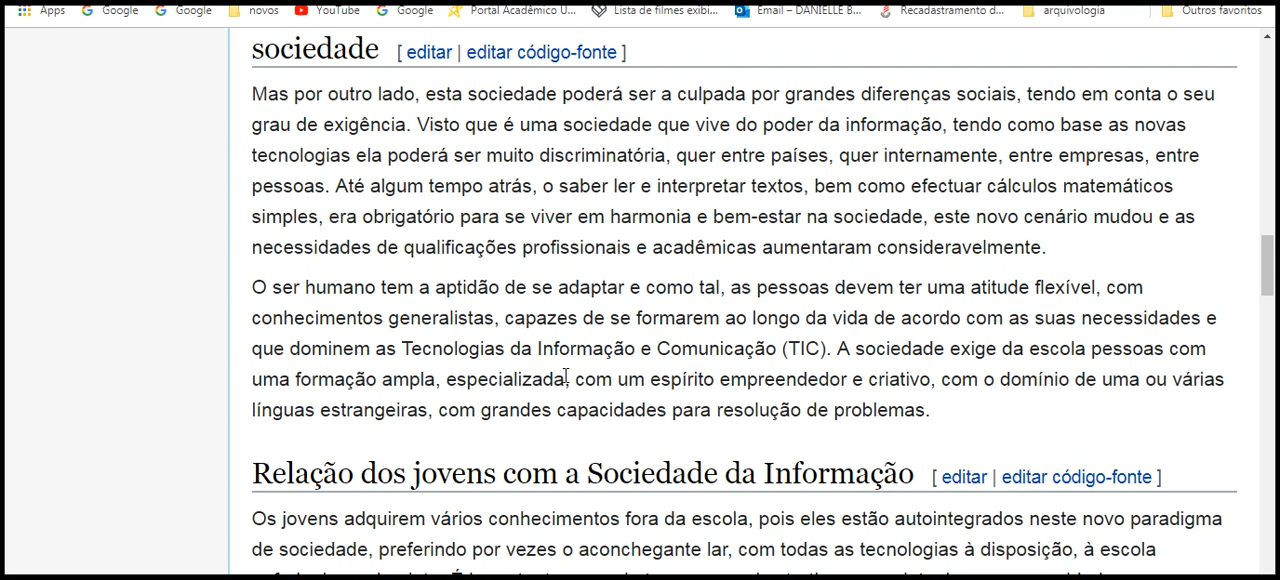 Apps Google Google novos YouTube Google Portal Acadêmico U... Lista de filmes exibi... Email – DANIELLE B... Recadastramento d... arquivologia Outros favoritos
sociedade [ editar | editar código-fonte ]
Mas por outro lado, esta sociedade poderá ser a culpada por grandes diferenças sociais, tendo em conta o seu
grau de exigência. Visto que é uma sociedade que vive do poder da informação, tendo como base as novas
tecnologias ela poderá ser muito discriminatória, quer entre países, quer internamente, entre empresas, entre
pessoas. Até algum tempo atrás, o saber ler e interpretar textos, bem como efectuar cálculos matemáticos
simples, era obrigatório para se viver em harmonia e bem-estar na sociedade, este novo cenário mudou e as
necessidades de qualificações profissionais e acadêmicas aumentaram consideravelmente.
O ser humano tem a aptidão de se adaptar e como tal, as pessoas devem ter uma atitude flexível, com
conhecimentos generalistas, capazes de se formarem ao longo da vida de acordo com as suas necessidades e
que dominem as Tecnologias da Informação e Comunicação (TIC). A sociedade exige da escola pessoas com
uma formação ampla, especializada, com um espírito empreendedor e criativo, com o domínio de uma ou várias
línguas estrangeiras, com grandes capacidades para resolução de problemas.
Relação dos jovens com a Sociedade da Informação [ editar | editar código-fonte ]
Os jovens adquirem vários conhecimentos fora da escola, pois eles estão autointegrados neste novo paradigma
de sociedade, preferindo por vezes o aconchegante lar, com todas as tecnologias à disposição, à escola